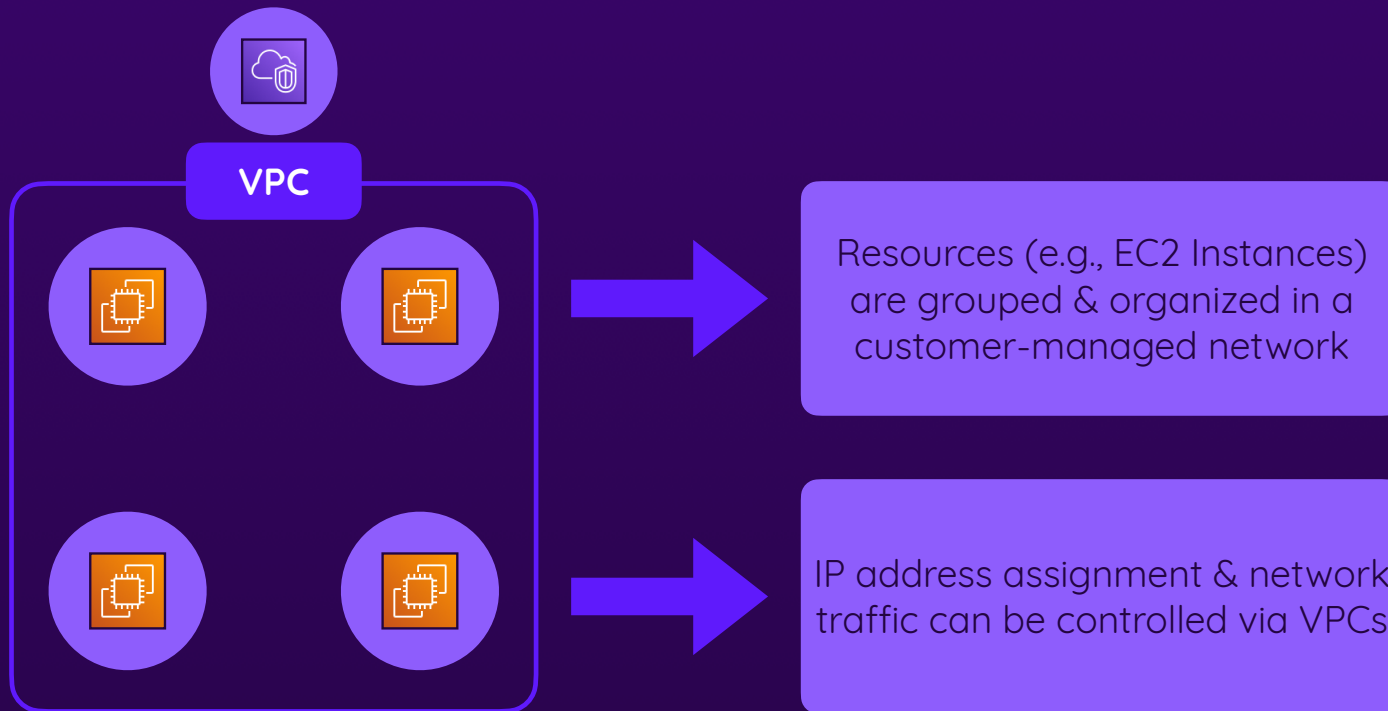 VPC
Resources (e.g., EC2 Instances)
are grouped & organized in a
customer-managed network
IP address assignment & network
traffic can be controlled via VPCs